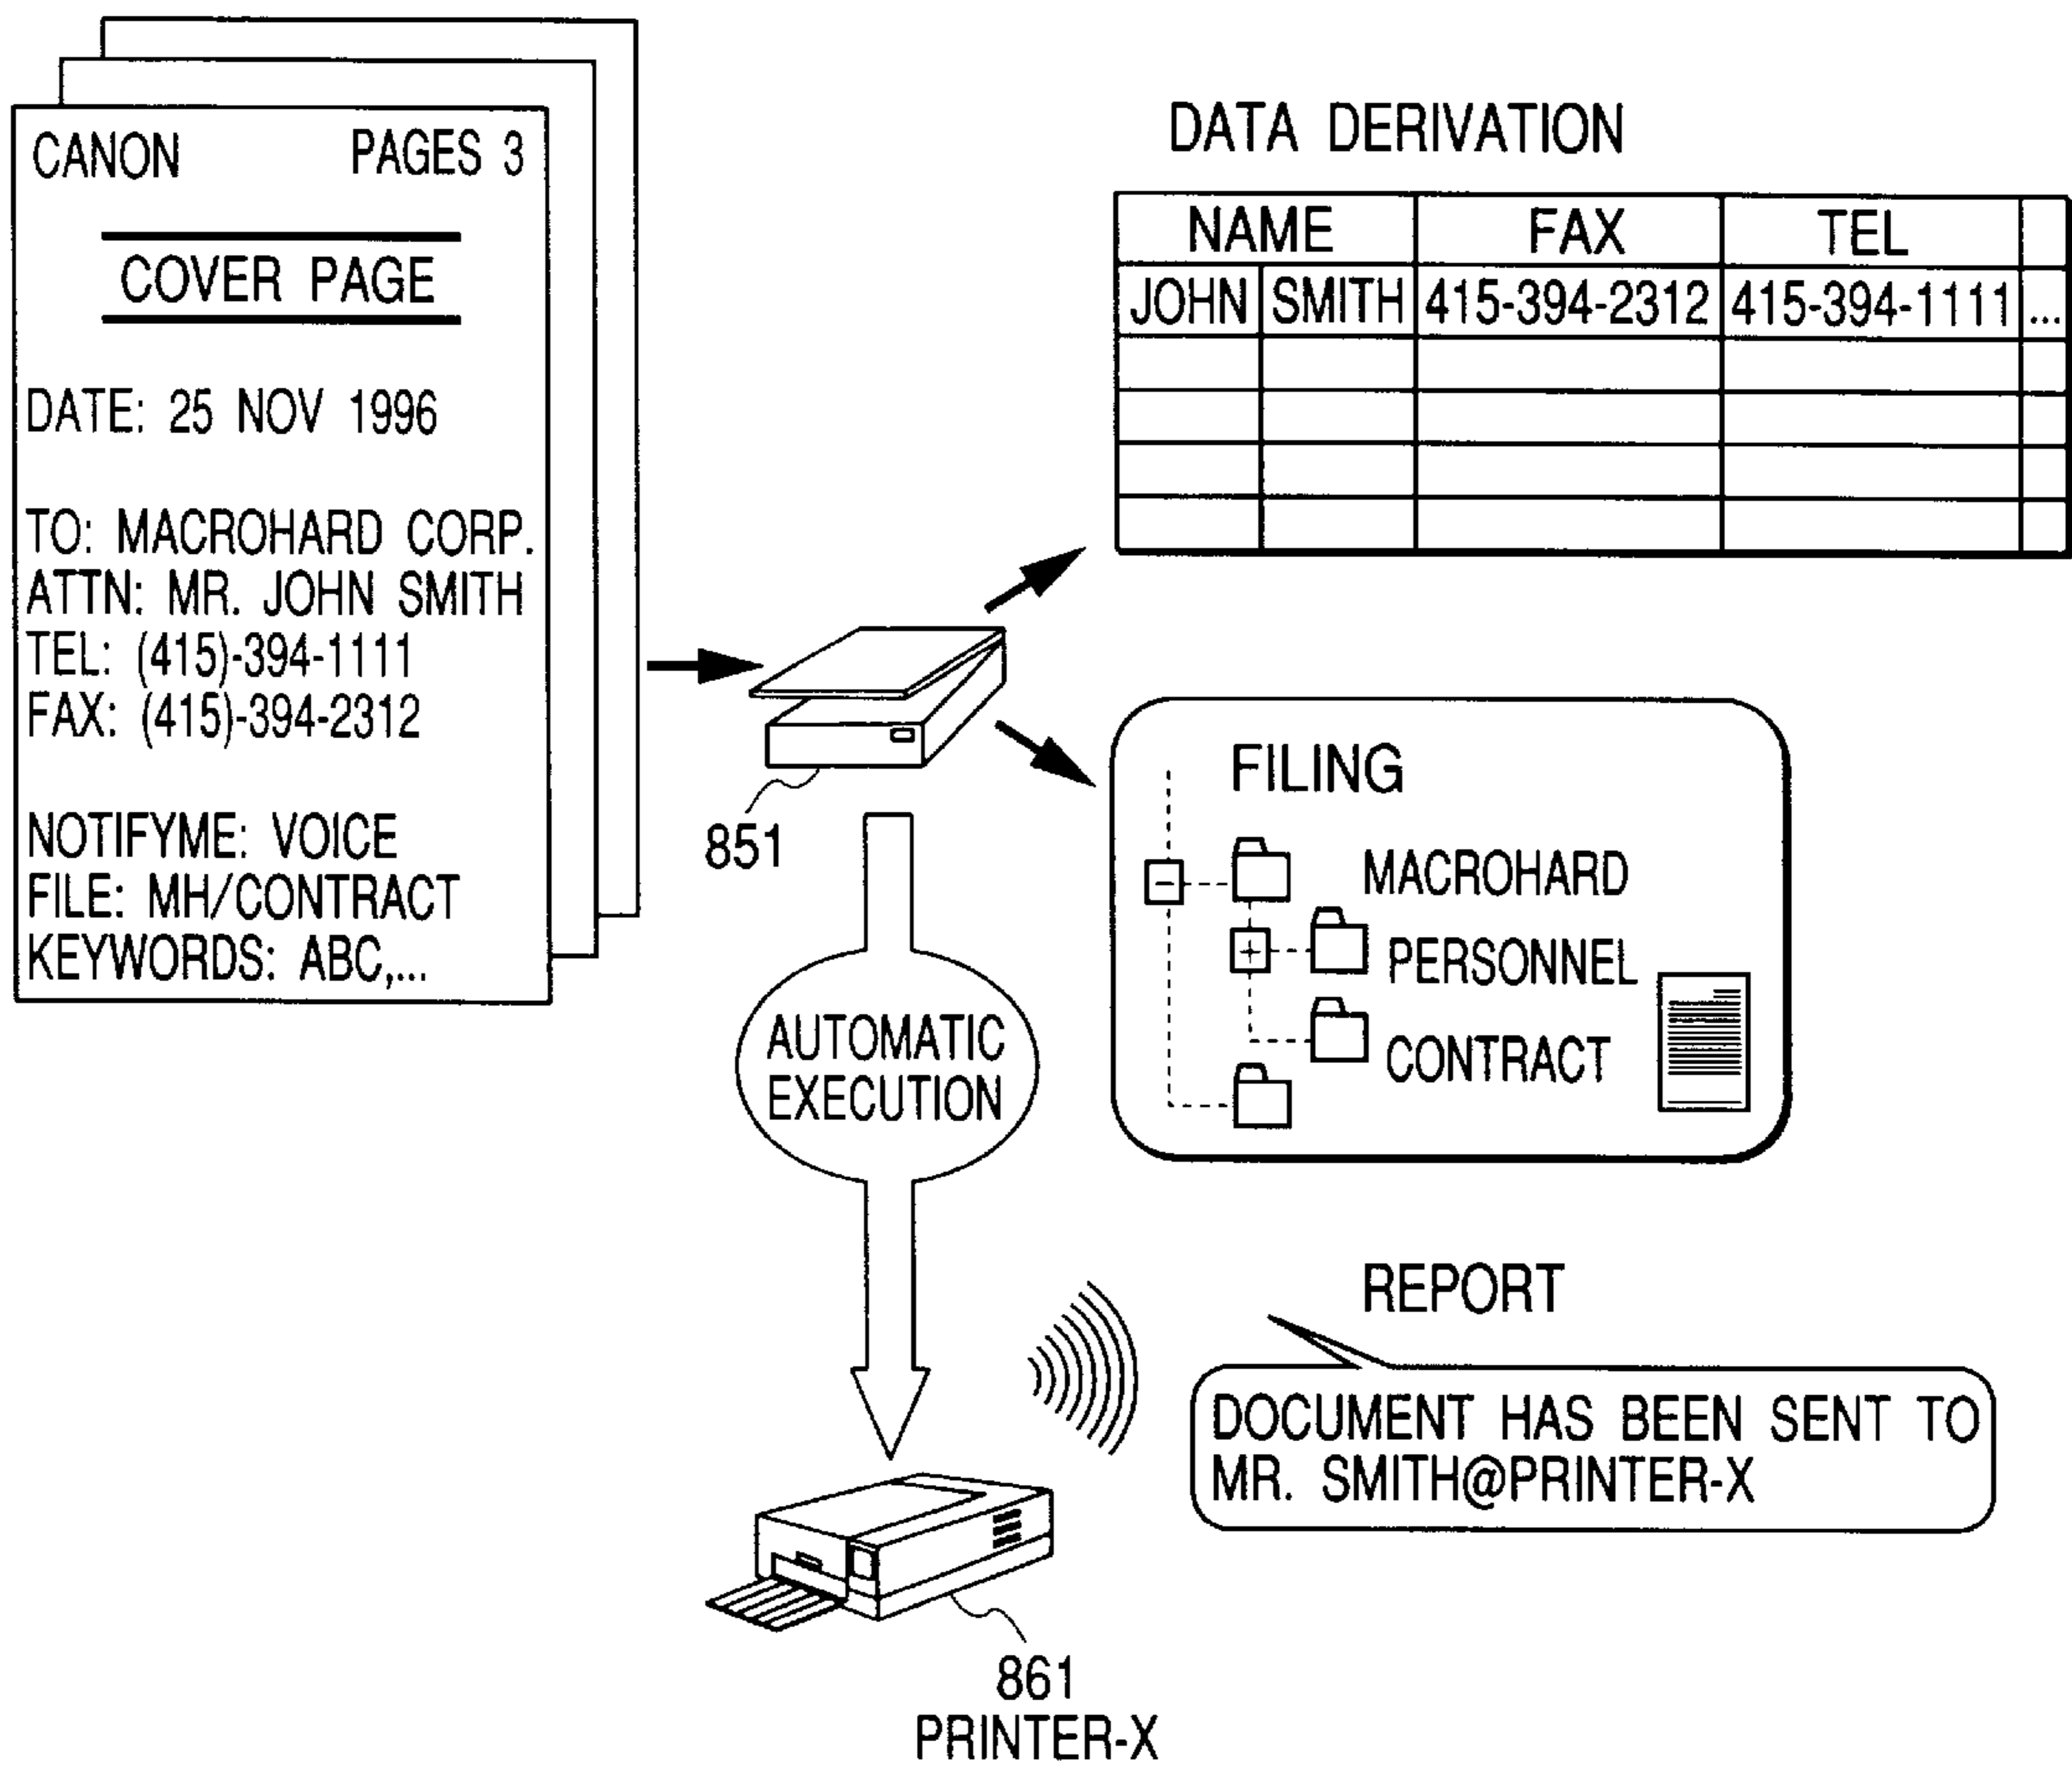 CANON PAGES 3
COVER PAGE
DATE: 25 NOV 1996
TO: MACROHARD CORP.
ATTN: MR. JOHN SMITH
TEL: (415)-394-1111
FAX: (415)-394-2312
NOTIFYME: VOICE
FILE: MH/CONTRACT
KEYWORDS: ABC,...
851
DATA DERIVATION
NAME FAX TEL
JOHN SMITH 415-394-2312 415-394-1111 ...
FILING
MACROHARD
PERSONNEL
CONTRACT
AUTOMATIC
EXECUTION
REPORT
DOCUMENT HAS BEEN SENT TO
MR. SMITH@PRINTER-X
861
PRINTER-X